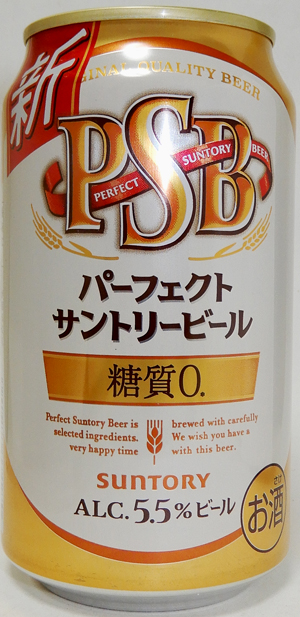 新
INAL QUALITY BEER
PSB
PERFECT SUNTORY BEER
パーフェクト
サントリービール
糖質0.
Perfect Suntory Beer is brewed with carefully
selected ingredients. We wish you have a
very happy time with this beer.
SUNTORY
ALC.5.5%ビール
さけ
お酒